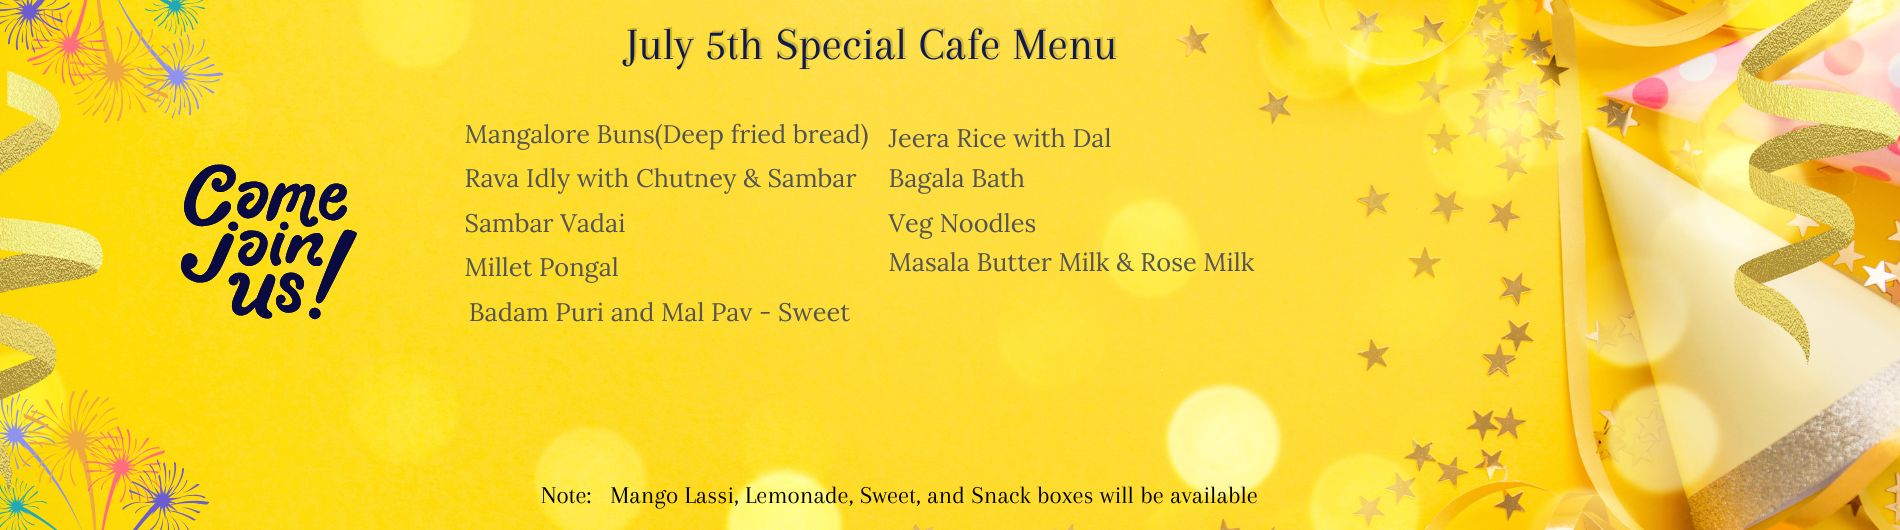 July 5th Special Cafe Menu
Come
join
us!
Mangalore Buns(Deep fried bread)
Rava Idly with Chutney & Sambar
Sambar Vadai
Millet Pongal
Badam Puri and Mal Pav - Sweet
Jeera Rice with Dal
Bagala Bath
Veg Noodles
Masala Butter Milk & Rose Milk
Note: Mango Lassi, Lemonade, Sweet, and Snack boxes will be available